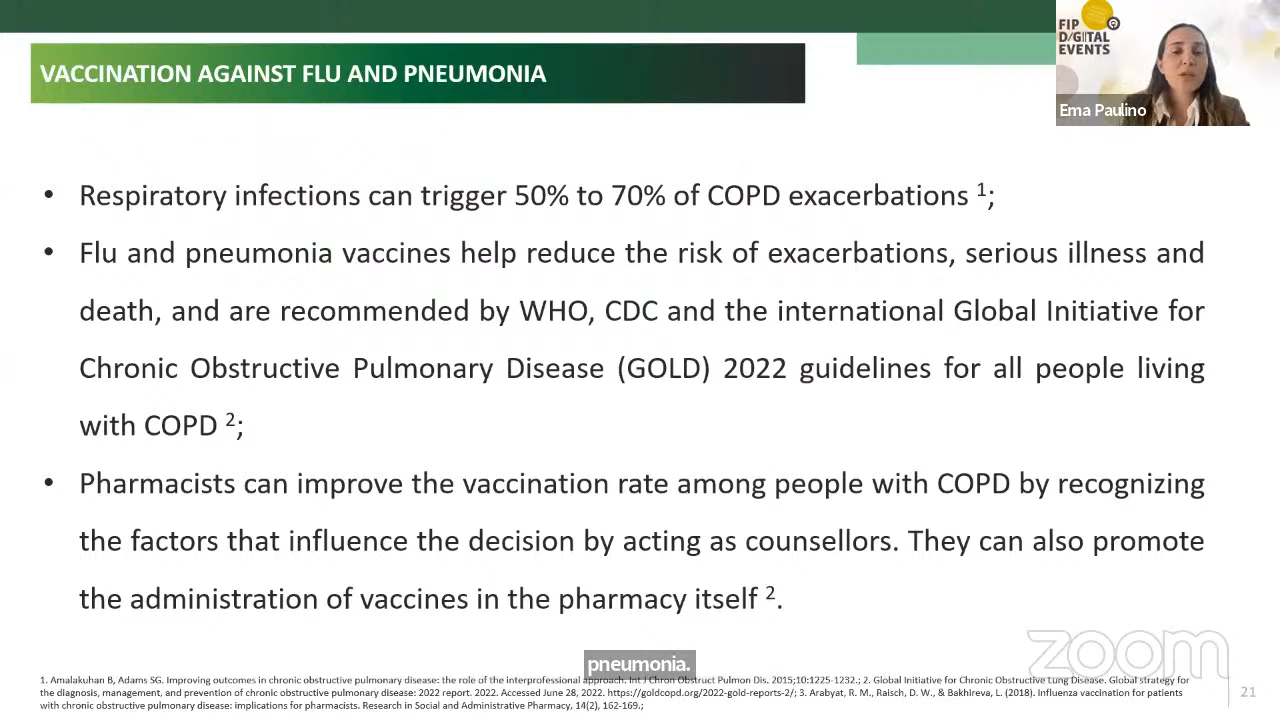 VACCINATION AGAINST FLU AND PNEUMONIA
FIP
DIGITAL
EVENTS
Ema Paulino
• Respiratory infections can trigger 50% to 70% of COPD exacerbations 1;
• Flu and pneumonia vaccines help reduce the risk of exacerbations, serious illness and
death, and are recommended by WHO, CDC and the international Global Initiative for
Chronic Obstructive Pulmonary Disease (GOLD) 2022 guidelines for all people living
with COPD 2;
• Pharmacists can improve the vaccination rate among people with COPD by recognizing
the factors that influence the decision by acting as counsellors. They can also promote
the administration of vaccines in the pharmacy itself 2.
zoom
pneumonia.
1. Amalakuhan B, Adams SG. Improving outcomes in chronic obstructive pulmonary disease: the role of the interprofessional approach. Int J Chron Obstruct Pulmon Dis. 2015;10:1225-1232.; 2. Global Initiative for Chronic Obstructive Lung Disease. Global strategy for
the diagnosis, management, and prevention of chronic obstructive pulmonary disease: 2022 report. 2022. Accessed June 28, 2022. https://goldcopd.org/2022-gold-reports-2/; 3. Arabyat, R. M., Raisch, D. W., & Bakhireva, L. (2018). Influenza vaccination for patients
with chronic obstructive pulmonary disease: implications for pharmacists. Research in Social and Administrative Pharmacy, 14(2), 162-169.;
21